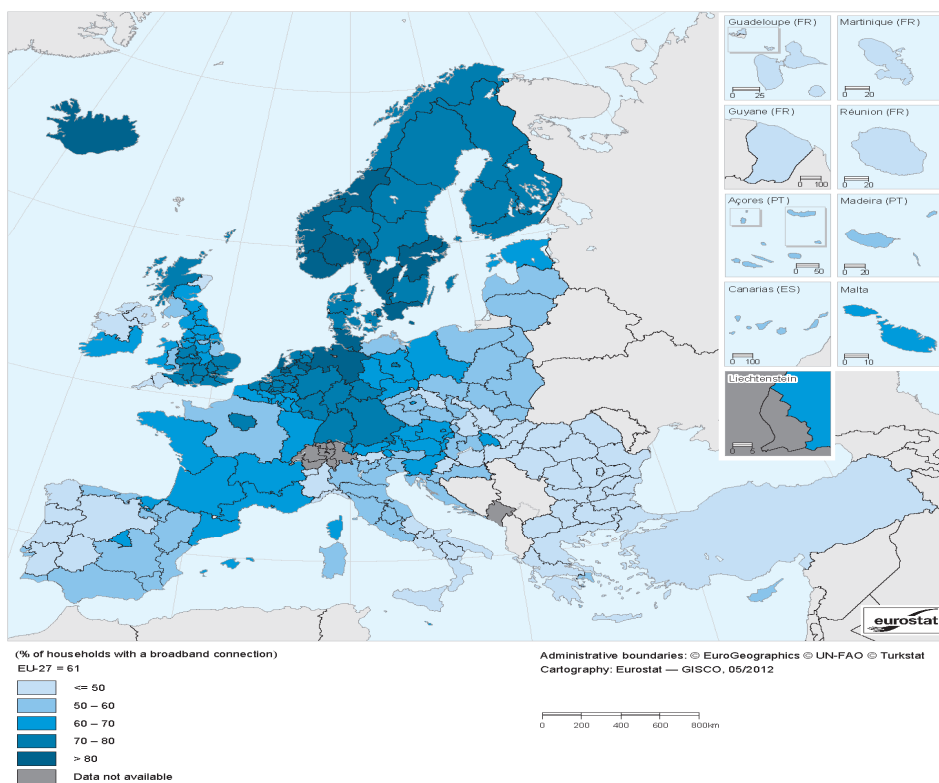 Guadeloupe (FR)
0 25
Martinique (FR)
0 20
Guyane (FR)
0 100
Réunion (FR)
0 20
Açores (PT)
0 50
Madeira (PT)
0 20
Canarias (ES)
0 100
Malta
0 10
Liechtenstein
0 5
eurostat
(% of households with a broadband connection)
EU-27 = 61
<= 50
50 – 60
60 – 70
70 – 80
> 80
Data not available
Administrative boundaries: © EuroGeographics © UN-FAO © Turkstat
Cartography: Eurostat — GISCO, 05/2012
0 200 400 600 800km